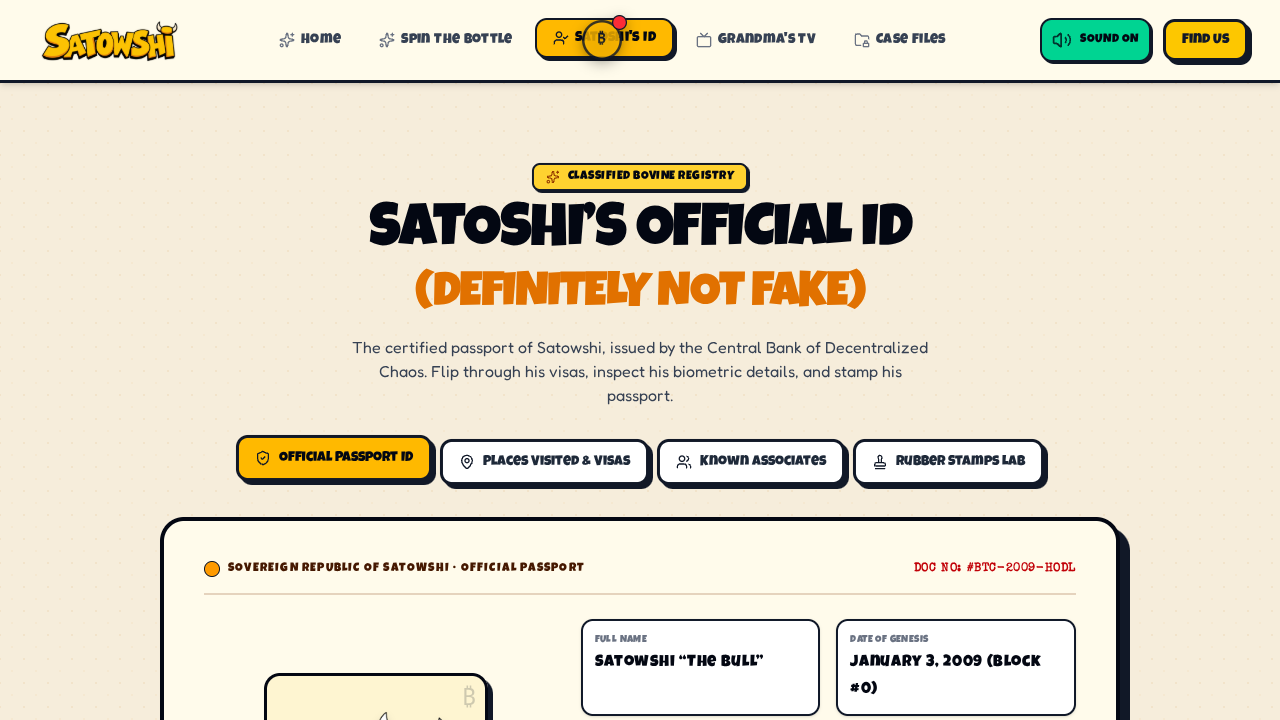 SATOWSHI
Home
Spin the Bottle
Satoshi's ID
Grandma's TV
Case Files
SOUND ON
Find Us
CLASSIFIED BOVINE REGISTRY
SATOSHI’S OFFICIAL ID
(DEFINITELY NOT FAKE)
The certified passport of Satowshi, issued by the Central Bank of Decentralized
Chaos. Flip through his visas, inspect his biometric details, and stamp his
passport.
Official Passport ID
Places Visited & Visas
Known Associates
Rubber Stamps Lab
SOVEREIGN REPUBLIC OF SATOWSHI · OFFICIAL PASSPORT
DOC NO: #BTC-2009-HODL
FULL NAME
Satowshi “The Bull”
DATE OF GENESIS
January 3, 2009 (Block
#0)
₿